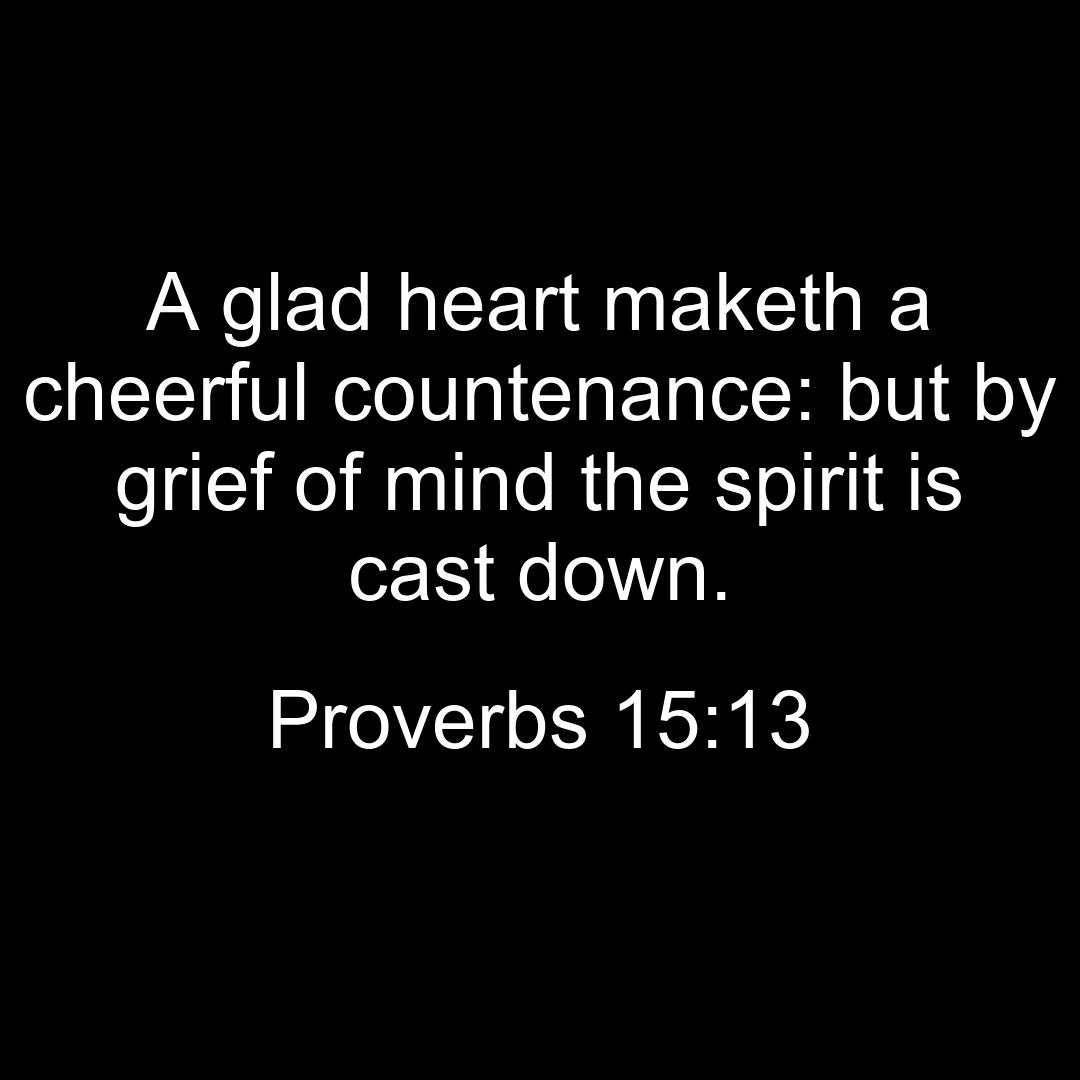 A glad heart maketh a
cheerful countenance: but by
grief of mind the spirit is
cast down.
Proverbs 15:13